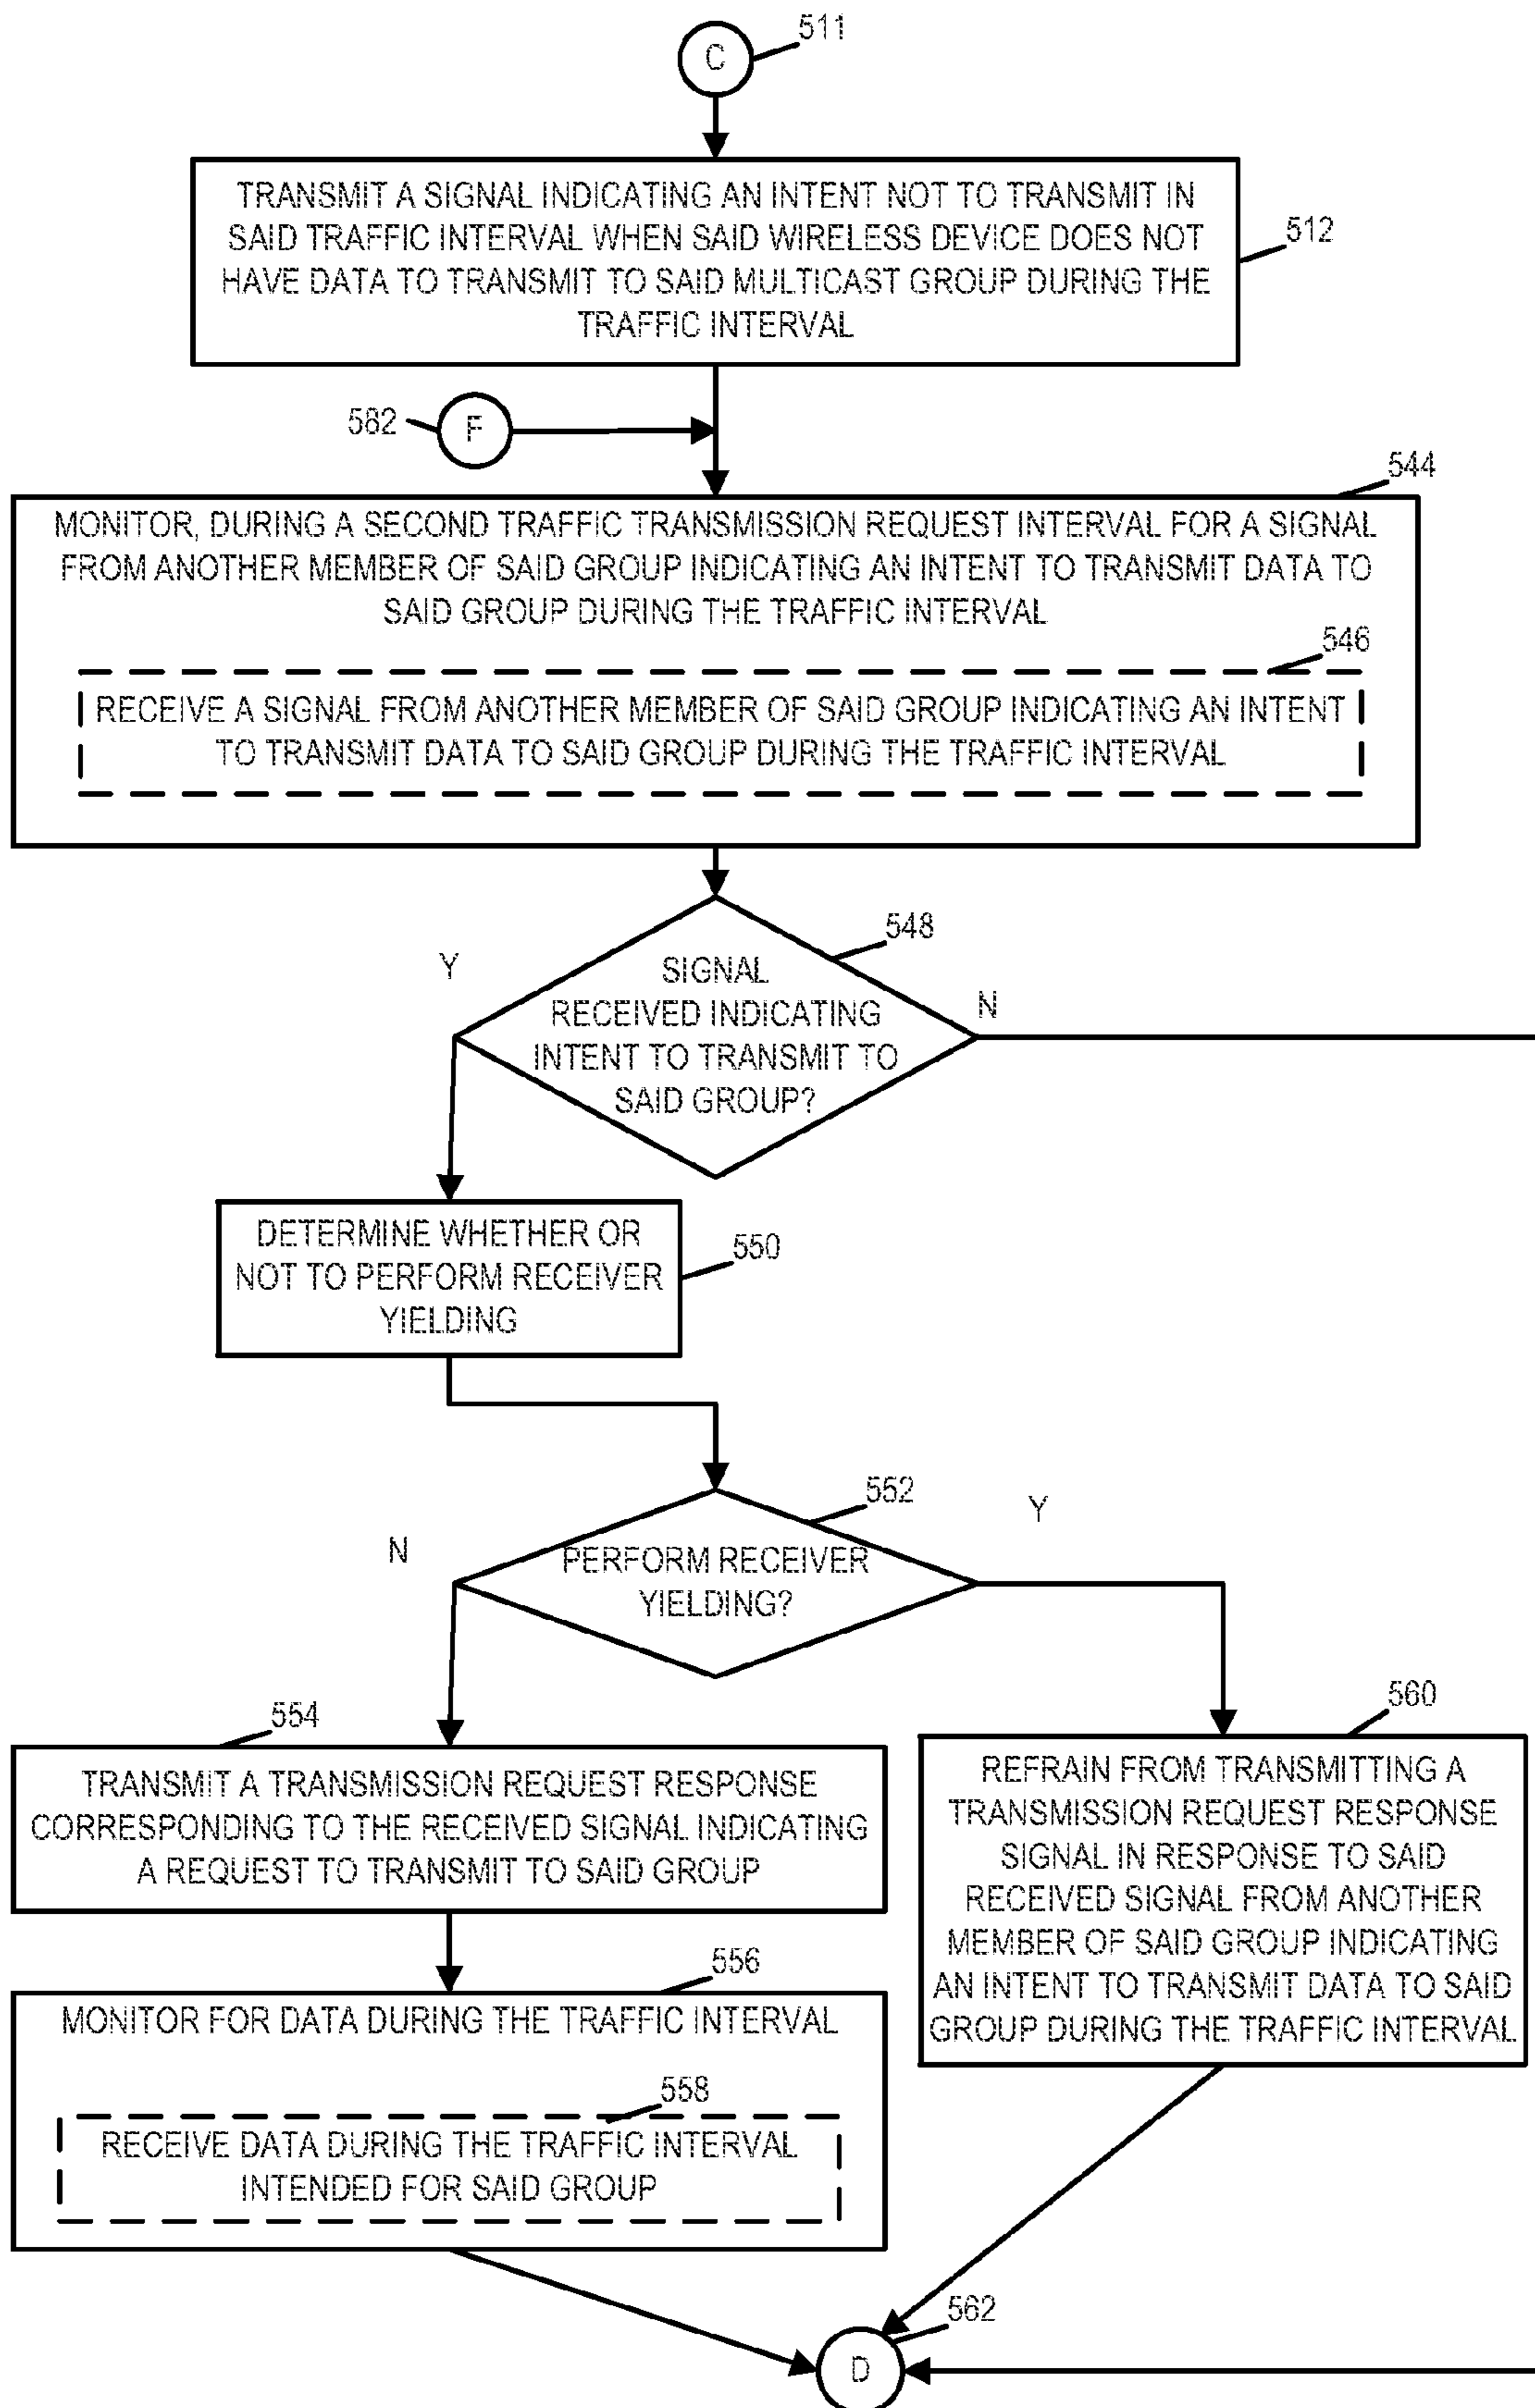 C
511
TRANSMIT A SIGNAL INDICATING AN INTENT NOT TO TRANSMIT IN
SAID TRAFFIC INTERVAL WHEN SAID WIRELESS DEVICE DOES NOT
HAVE DATA TO TRANSMIT TO SAID MULTICAST GROUP DURING THE
TRAFFIC INTERVAL
512
582
F
544
MONITOR, DURING A SECOND TRAFFIC TRANSMISSION REQUEST INTERVAL FOR A SIGNAL
FROM ANOTHER MEMBER OF SAID GROUP INDICATING AN INTENT TO TRANSMIT DATA TO
SAID GROUP DURING THE TRAFFIC INTERVAL
546
RECEIVE A SIGNAL FROM ANOTHER MEMBER OF SAID GROUP INDICATING AN INTENT
TO TRANSMIT DATA TO SAID GROUP DURING THE TRAFFIC INTERVAL
548
Y
SIGNAL
RECEIVED INDICATING
INTENT TO TRANSMIT TO
SAID GROUP?
N
DETERMINE WHETHER OR
NOT TO PERFORM RECEIVER
YIELDING
550
552
Y
N
PERFORM RECEIVER
YIELDING?
554
TRANSMIT A TRANSMISSION REQUEST RESPONSE
CORRESPONDING TO THE RECEIVED SIGNAL INDICATING
A REQUEST TO TRANSMIT TO SAID GROUP
560
REFRAIN FROM TRANSMITTING A
TRANSMISSION REQUEST RESPONSE
SIGNAL IN RESPONSE TO SAID
RECEIVED SIGNAL FROM ANOTHER
MEMBER OF SAID GROUP INDICATING
AN INTENT TO TRANSMIT DATA TO SAID
GROUP DURING THE TRAFFIC INTERVAL
556
MONITOR FOR DATA DURING THE TRAFFIC INTERVAL
558
RECEIVE DATA DURING THE TRAFFIC INTERVAL
INTENDED FOR SAID GROUP
562
D